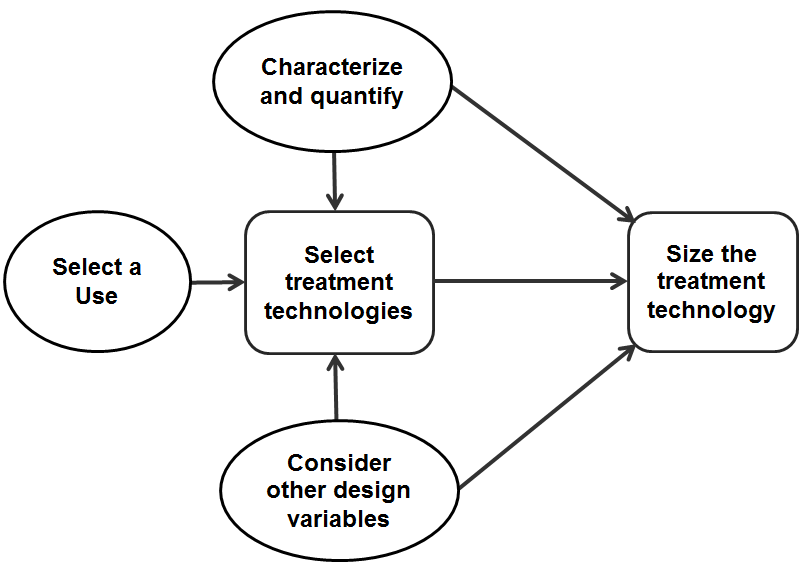 Characterize
and quantify
Select a
Use
Select
treatment
technologies
Size the
treatment
technology
Consider
other design
variables